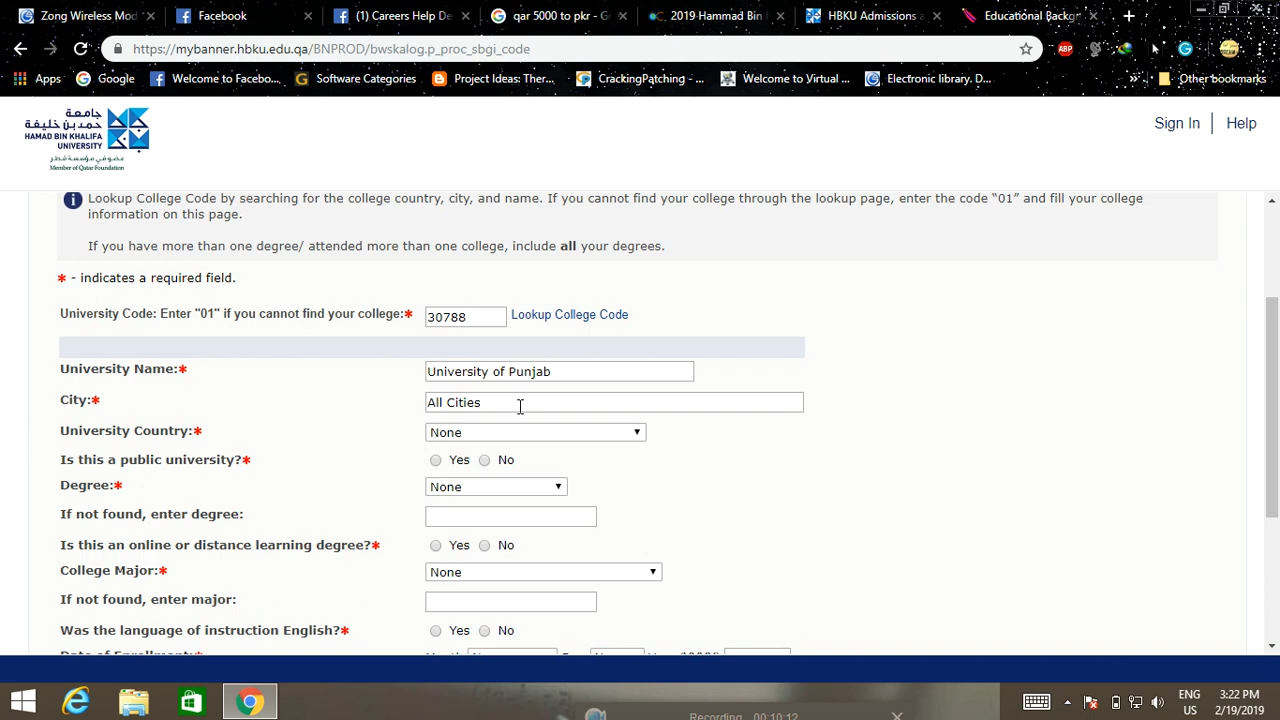 Zong Wireless Mod
Facebook
(1) Careers Help De
qar 5000 to pkr - G
2019 Hammad Bin
HBKU Admissions a
Educational Backgr
https://mybanner.hbku.edu.qa/BNPROD/bwskalog.p_proc_sbgi_code
Apps
Google
Welcome to Facebo...
Software Categories
Project Ideas: Ther...
CrackingPatching - ...
Welcome to Virtual ...
Electronic library. D...
Other bookmarks
جامعة
حمد بن خليفة
HAMAD BIN KHALIFA
UNIVERSITY
عضو في مؤسسة قطر
Member of Qatar Foundation
Sign In
Help
Lookup College Code by searching for the college country, city, and name. If you cannot find your college through the lookup page, enter the code “01” and fill your college
information on this page.
If you have more than one degree/ attended more than one college, include all your degrees.
* - indicates a required field.
University Code: Enter "01" if you cannot find your college:*
30788
Lookup College Code
University Name:*
University of Punjab
City:*
All Cities
University Country:*
None
Is this a public university?*
Yes No
Degree:*
None
If not found, enter degree:
Is this an online or distance learning degree?*
Yes No
College Major:*
None
If not found, enter major:
Was the language of instruction English?*
Yes No
ENG
US
3:22 PM
2/19/2019
Recording 00:10:12